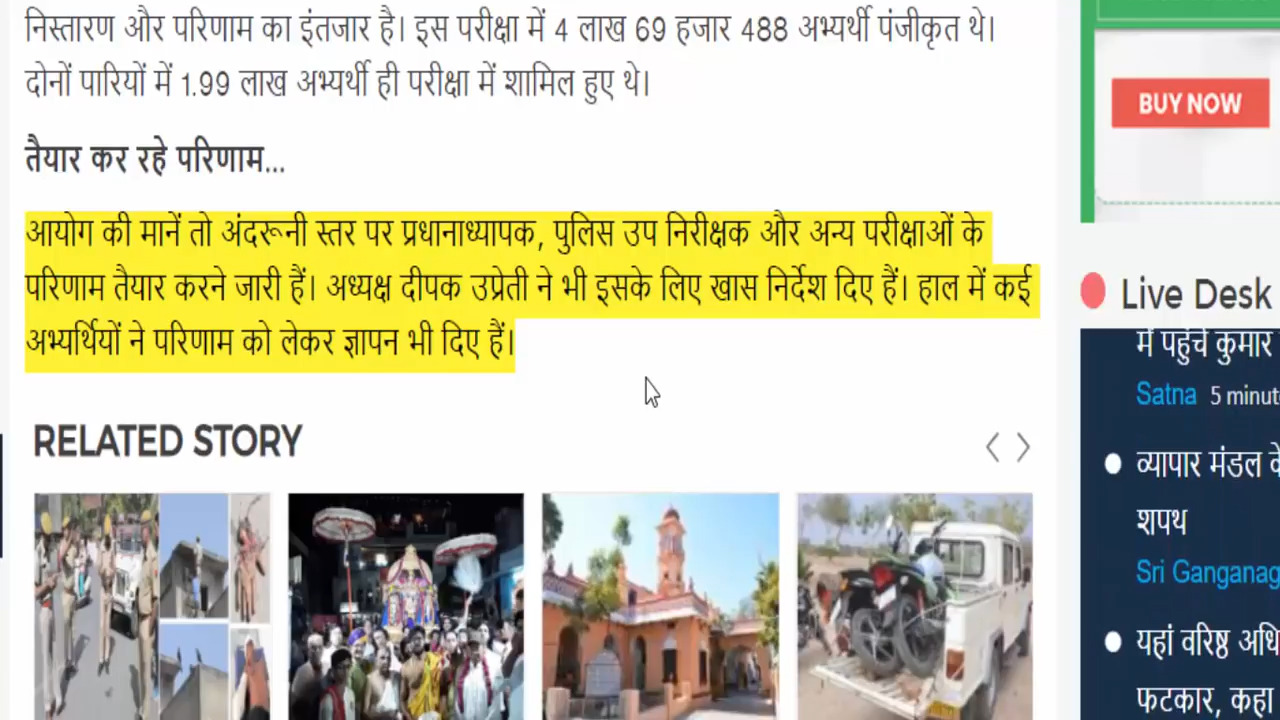 निस्तारण और परिणाम का इंतजार है। इस परीक्षा में 4 लाख 69 हजार 488 अभ्यर्थी पंजीकृत थे।
दोनों पारियों में 1.99 लाख अभ्यर्थी ही परीक्षा में शामिल हुए थे।
तैयार कर रहे परिणाम...
आयोग की मानें तो अंदरूनी स्तर पर प्रधानाध्यापक, पुलिस उप निरीक्षक और अन्य परीक्षाओं के
परिणाम तैयार करने जारी हैं। अध्यक्ष दीपक उप्रेती ने भी इसके लिए खास निर्देश दिए हैं। हाल में कई
अभ्यर्थियों ने परिणाम को लेकर ज्ञापन भी दिए हैं।
RELATED STORY
BUY NOW
Live Desk
में पहुंचे कुमार
Satna 5 minut
व्यापार मंडल के
शपथ
Sri Ganganag
यहां वरिष्ठ अधि
फटकार, कहा